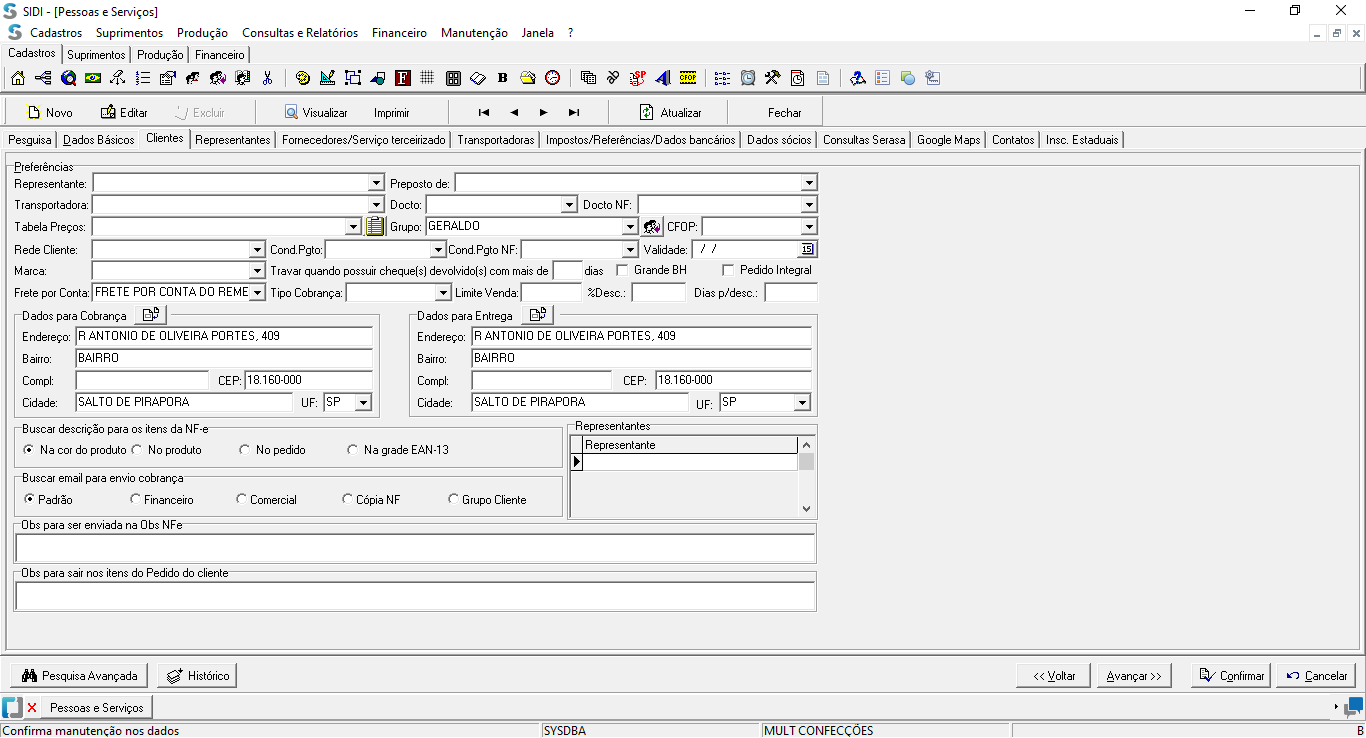 SIDI - [Pessoas e Serviços]
Cadastros Suprimentos Produção Consultas e Relatórios Financeiro Manutenção Janela ?
Cadastros Suprimentos Produção Financeiro
Novo Editar Excluir Visualizar Imprimir Atualizar Fechar
Pesquisa Dados Básicos Clientes Representantes Fornecedores/Serviço terceirizado Transportadoras Impostos/Referências/Dados bancários Dados sócios Consultas Serasa Google Maps Contatos Insc. Estaduais
Preferências
Representante: Preposto de:
Transportadora: Docto: Docto NF:
Tabela Preços: Grupo: GERALDO CFOP:
Rede Cliente: Cond.Pgto: Cond.Pgto NF: Validade: / / 15
Marca: Travar quando possuir cheque(s) devolvido(s) com mais de dias Grande BH Pedido Integral
Frete por Conta: FRETE POR CONTA DO REME Tipo Cobrança: Limite Venda: %Desc.: Dias p/desc.:
Dados para Cobrança Dados para Entrega
Endereço: R ANTONIO DE OLIVEIRA PORTES, 409 Endereço: R ANTONIO DE OLIVEIRA PORTES, 409
Bairro: BAIRRO Bairro: BAIRRO
Compl: CEP: 18.160-000 Compl: CEP: 18.160-000
Cidade: SALTO DE PIRAPORA UF: SP Cidade: SALTO DE PIRAPORA UF: SP
Buscar descrição para os itens da NF-e Representantes
Na cor do produto No produto No pedido Na grade EAN-13 Representante
Buscar email para envio cobrança
Padrão Financeiro Comercial Cópia NF Grupo Cliente
Obs para ser enviada na Obs NFe
Obs para sair nos itens do Pedido do cliente
Pesquisa Avançada Histórico << Voltar Avançar >> Confirmar Cancelar
Pessoas e Serviços
Confirma manutenção nos dados SYSDBA MULT CONFECÇÕES B